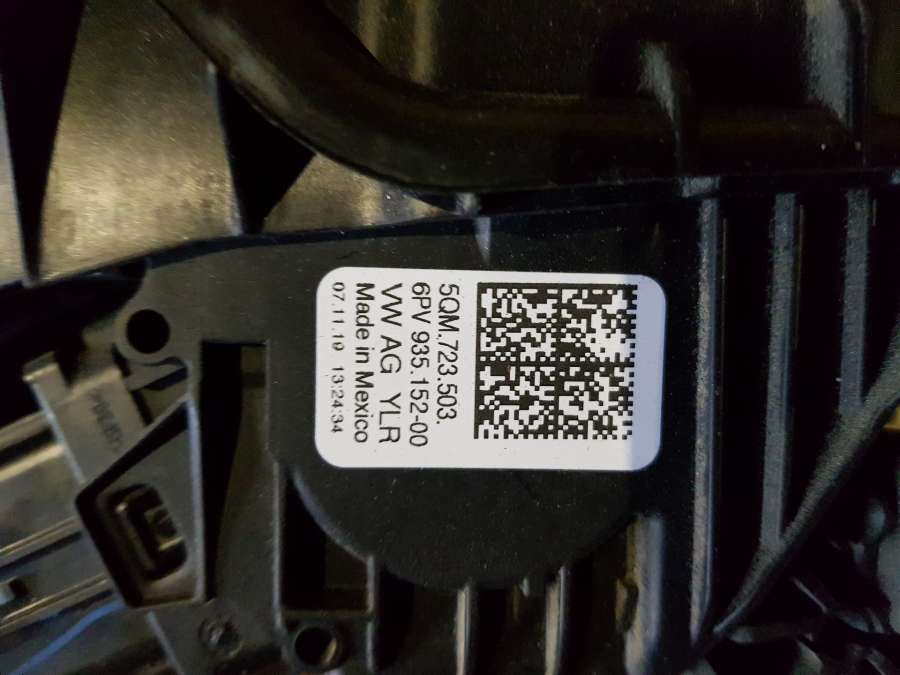 5QM.723.503.
6PV 935.152-00
VW AG YLR
Made in Mexico
07.11.19 13:24:34